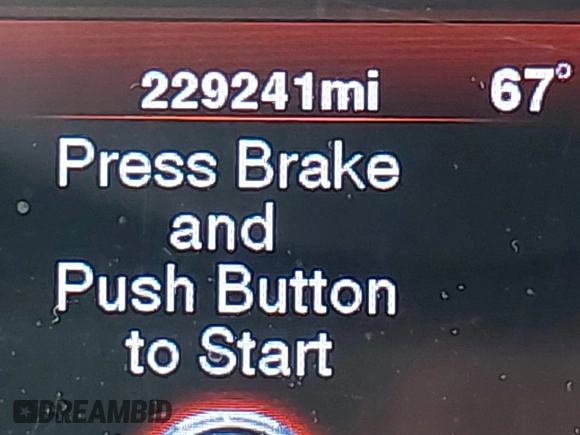 229241mi 67°
Press Brake
and
Push Button
to Start
DREAMBID